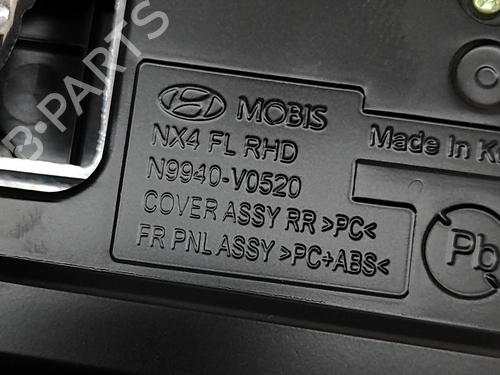 B-PARTS
MOBIS
NX4 FL RHD
N9940-V0520
COVER ASSY RR >PC<
FR PNL ASSY >PC+ABS<
Made In
Pb